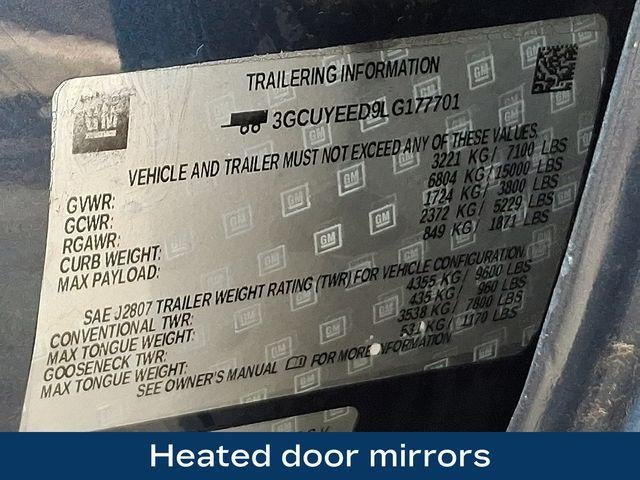 GM
TRAILERING INFORMATION
3GCUYEED9LG177701
VEHICLE AND TRAILER MUST NOT EXCEED ANY OF THESE VALUES
GVWR: 3221 KG/ 7100 LBS
GCWR: 6804 KG/15000 LBS
RGAWR: 1724 KG/ 3800 LBS
CURB WEIGHT: 2372 KG/ 5229 LBS
MAX PAYLOAD: 849 KG/ 1871 LBS
SAE J2807 TRAILER WEIGHT RATING (TWR) FOR VEHICLE CONFIGURATION
CONVENTIONAL TWR: 4355 KG/ 9600 LBS
MAX TONGUE WEIGHT: 435 KG/ 960 LBS
GOOSENECK TWR: 3538 KG/ 7800 LBS
MAX TONGUE WEIGHT: KG/ 1170 LBS
SEE OWNER'S MANUAL FOR MORE INFORMATION
Heated door mirrors